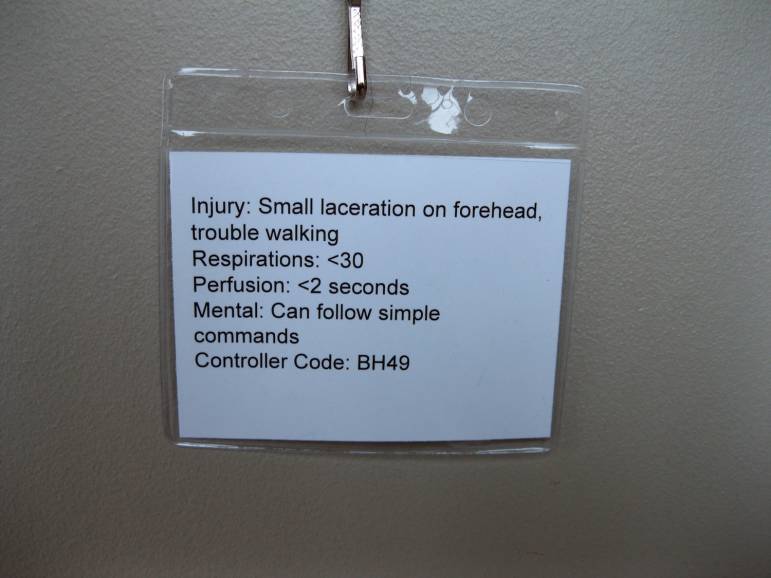 Injury: Small laceration on forehead,
trouble walking
Respirations: <30
Perfusion: <2 seconds
Mental: Can follow simple
commands
Controller Code: BH49